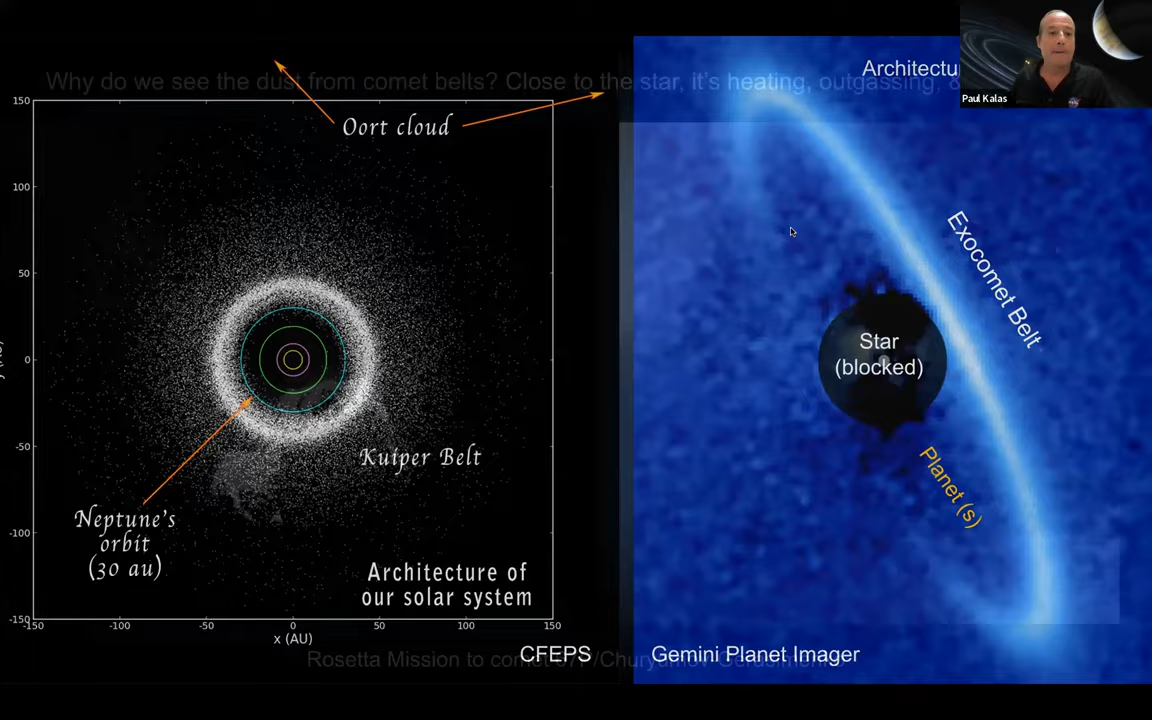 Why do we see the dust from comet belts? Close to the star, it's heating, outgassing,
Architectu
Paul Kalas
Oort cloud
150
100
50
0
-50
-100
-150
-150
-100
-50
0
50
100
150
x (AU)
Kuiper Belt
Neptune's
orbit
(30 au)
Architecture of
our solar system
CFEPS
Exocomet Belt
Star
(blocked)
Planet (s)
Gemini Planet Imager
Rosetta Mission to comet